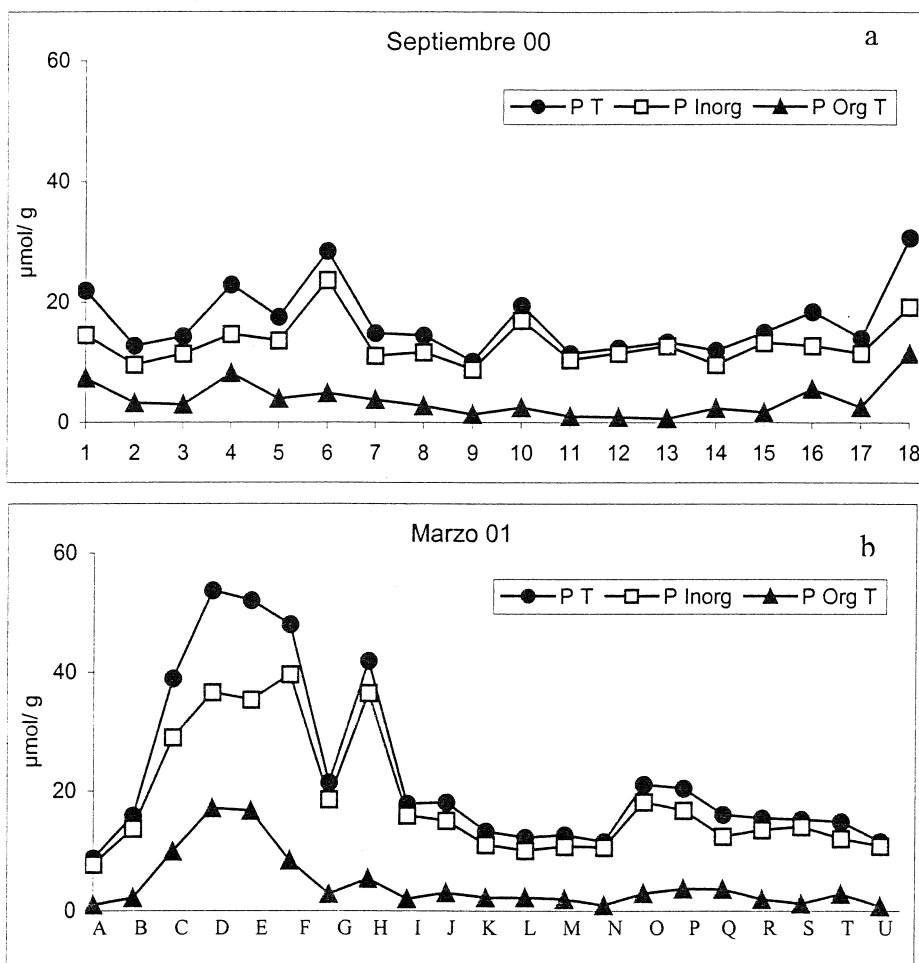 Septiembre 00
a
60
P T P Inorg P Org T
40
µmol/ g
20
0
1 2 3 4 5 6 7 8 9 10 11 12 13 14 15 16 17 18
Marzo 01
b
60
P T P Inorg P Org T
40
µmol/ g
20
0
A B C D E F G H I J K L M N O P Q R S T U